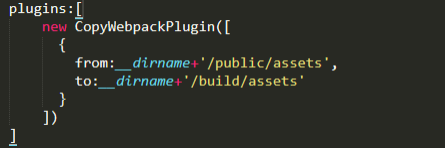 plugins:[
new CopyWebpackPlugin([
{
from:__dirname+'/public/assets',
to:__dirname+'/build/assets'
}
])
]